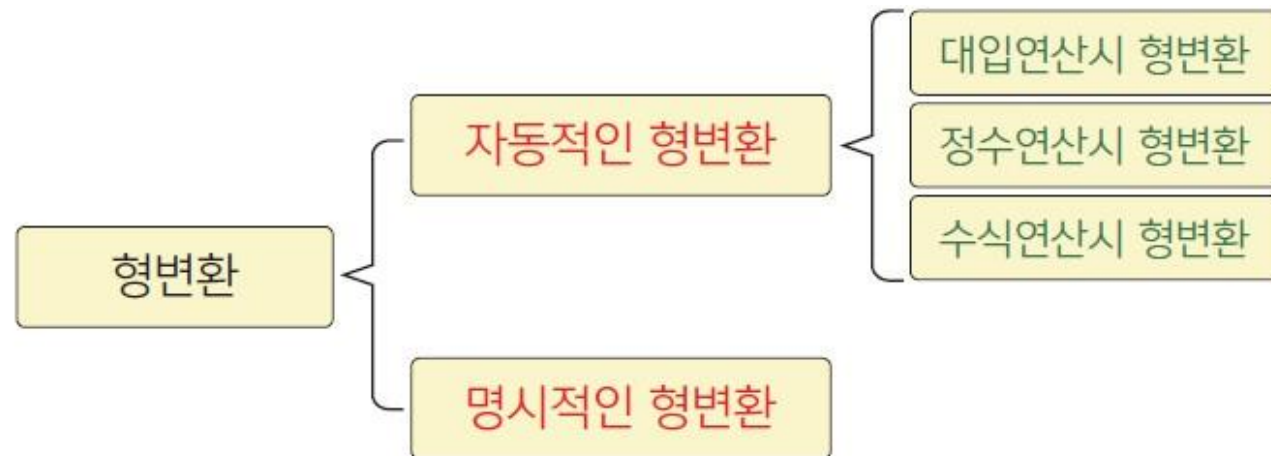 형변환
자동적인 형변환
대입연산시 형변환
정수연산시 형변환
수식연산시 형변환
명시적인 형변환